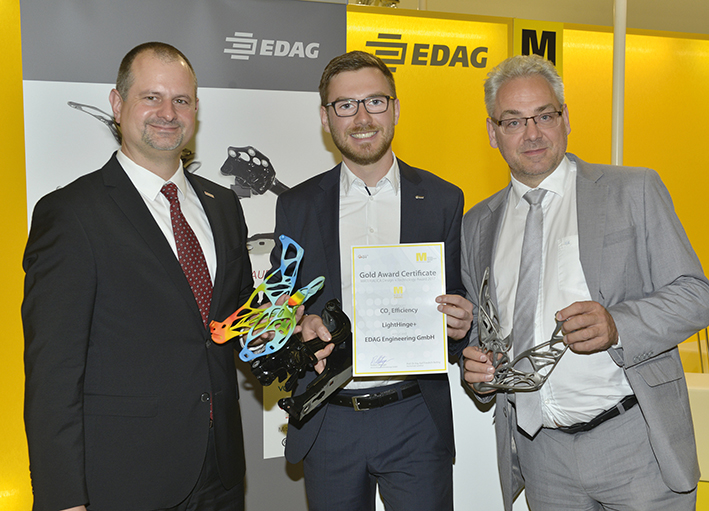 EDAG
EDAG
M
M
Gold Award Certificate
CO₂ Efficiency
LightHinge+
EDAG Engineering GmbH